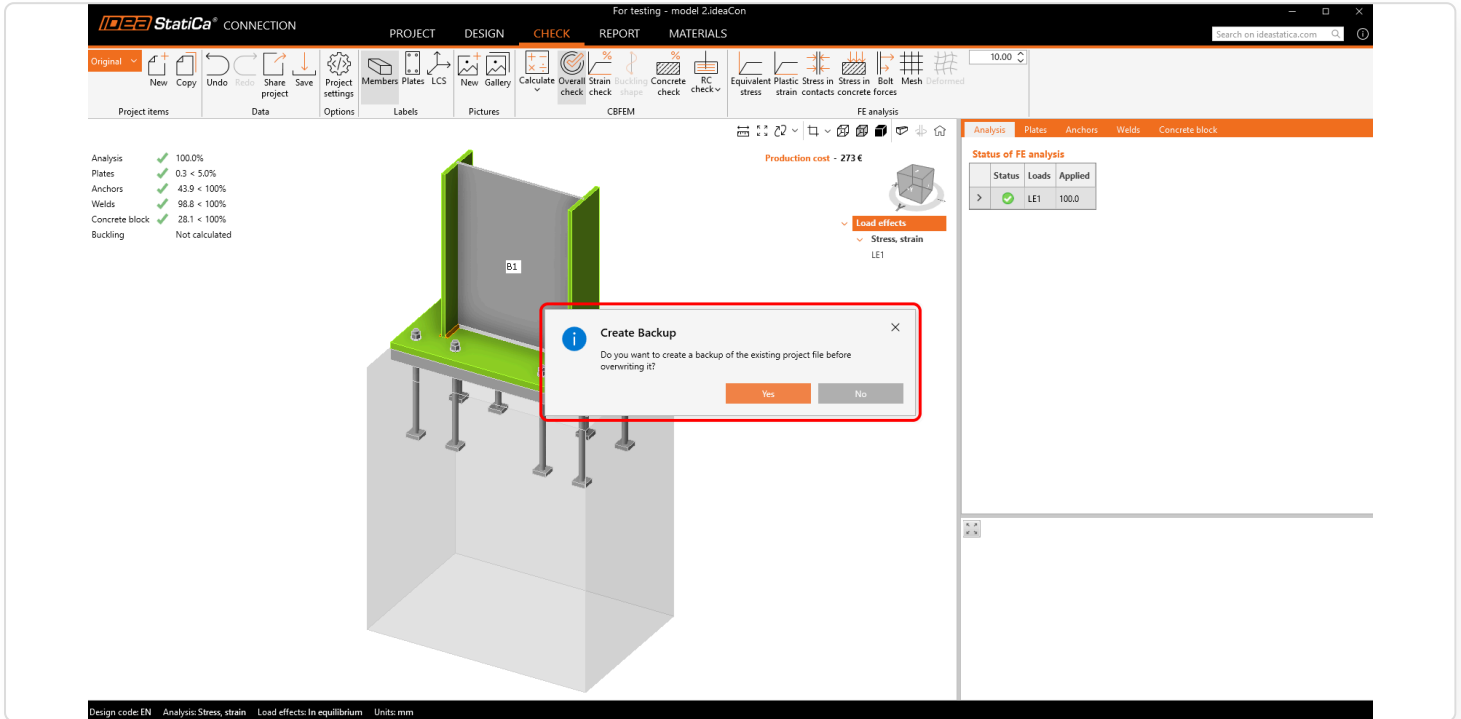 For testing - model 2.ideaCon
IDEA StatiCa® CONNECTION
PROJECT DESIGN CHECK REPORT MATERIALS
Search on ideastatica.com
Original
New Copy Undo Redo Share project Save Project settings Members Plates LCS New Gallery Calculate Overall check Strain check Buckling shape Concrete check RC check Equivalent stress Plastic strain Stress in contacts Stress in concrete Bolt forces Mesh Deformed
10.00
Project items Data Options Labels Pictures CBFEM FE analysis
Analysis 100.0%
Plates 0.3 < 5.0%
Anchors 43.9 < 100%
Welds 98.8 < 100%
Concrete block 28.1 < 100%
Buckling Not calculated
Production cost - 273 €
Load effects
Stress, strain
LE1
B1
Create Backup
Do you want to create a backup of the existing project file before
overwriting it?
Yes No
Analysis Plates Anchors Welds Concrete block
Status of FE analysis
Status Loads Applied
LE1 100.0
Design code: EN Analysis: Stress, strain Load effects: In equilibrium Units: mm